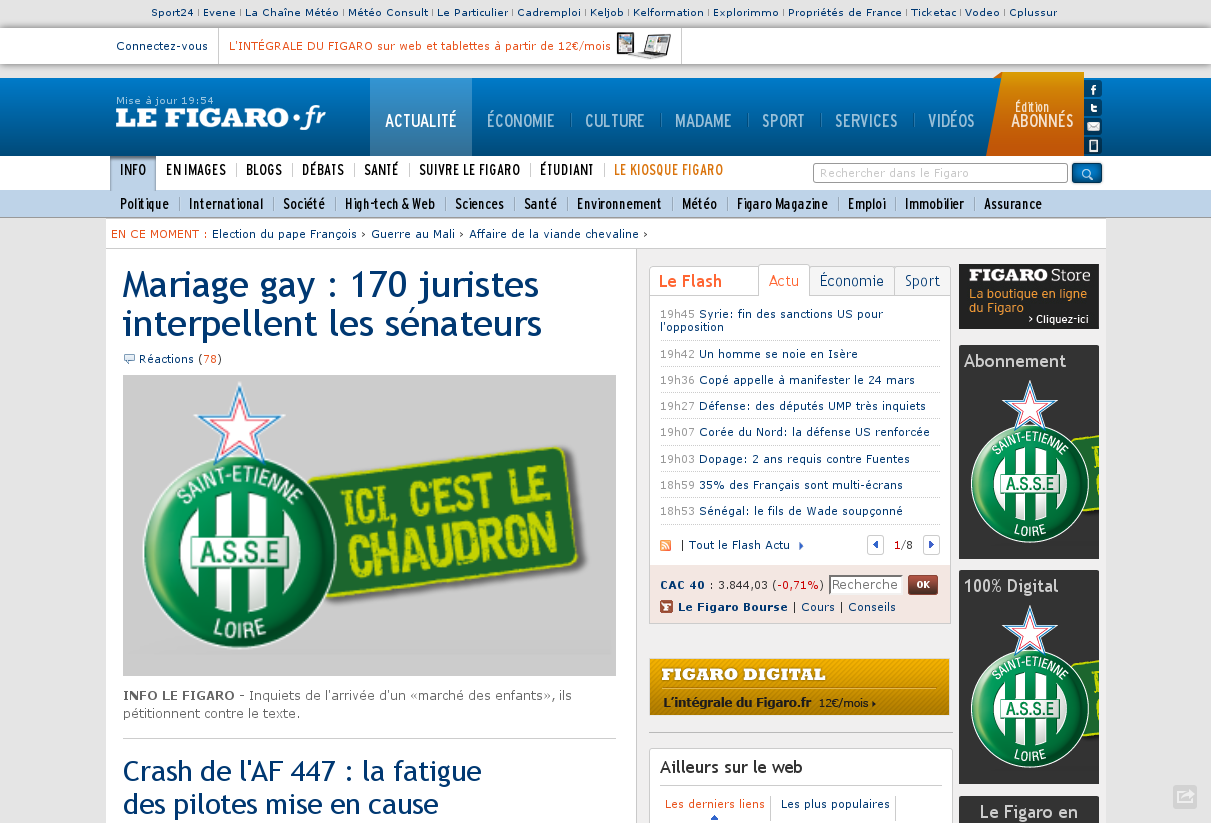 Sport24 | Evene | La Chaîne Météo | Météo Consult | Le Particulier | Cadremploi | Keljob | Kelformation | Explorimmo | Propriétés de France | Ticketac | Vodeo | Cplussur
Connectez-vous
L'INTÉGRALE DU FIGARO sur web et tablettes à partir de 12€/mois
Mise à jour 19:54
LE FIGARO·fr
ACTUALITÉ
ÉCONOMIE
CULTURE
MADAME
SPORT
SERVICES
VIDÉOS
Édition
ABONNÉS
INFO
EN IMAGES
BLOGS
DÉBATS
SANTÉ
SUIVRE LE FIGARO
ÉTUDIANT
LE KIOSQUE FIGARO
Rechercher dans le Figaro
Politique
International
Société
High-tech & Web
Sciences
Santé
Environnement
Météo
Figaro Magazine
Emploi
Immobilier
Assurance
EN CE MOMENT : Election du pape François › Guerre au Mali › Affaire de la viande chevaline ›
Mariage gay : 170 juristes
interpellent les sénateurs
Réactions (78)
SAINT-ETIENNE
A.S.S.E
LOIRE
ICI, C'EST LE
CHAUDRON
INFO LE FIGARO - Inquiets de l'arrivée d'un «marché des enfants», ils
pétitionnent contre le texte.
Crash de l'AF 447 : la fatigue
des pilotes mise en cause
Le Flash
Actu
Économie
Sport
19h45 Syrie: fin des sanctions US pour
l'opposition
19h42 Un homme se noie en Isère
19h36 Copé appelle à manifester le 24 mars
19h27 Défense: des députés UMP très inquiets
19h07 Corée du Nord: la défense US renforcée
19h03 Dopage: 2 ans requis contre Fuentes
18h59 35% des Français sont multi-écrans
18h53 Sénégal: le fils de Wade soupçonné
| Tout le Flash Actu
1/8
CAC 40 : 3.844,03 (-0,71%)
Recherche
OK
Le Figaro Bourse | Cours | Conseils
FIGARO DIGITAL
L'intégrale du Figaro.fr 12€/mois
Ailleurs sur le web
Les derniers liens
Les plus populaires
FIGARO Store
La boutique en ligne
du Figaro
› Cliquez-ici
Abonnement
SAINT-ETIENNE
A.S.S.E
LOIRE
100% Digital
SAINT-ETIENNE
A.S.S.E
LOIRE
Le Figaro en